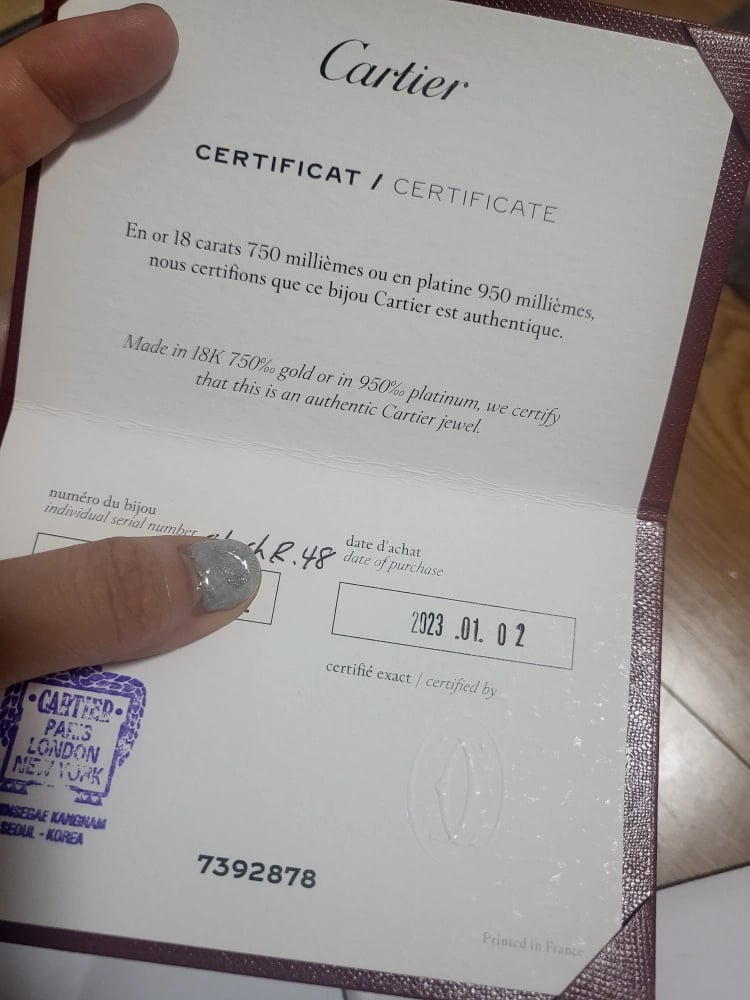 Cartier
CERTIFICAT / CERTIFICATE
En or 18 carats 750 millièmes ou en platine 950 millièmes,
nous certifions que ce bijou Cartier est authentique.
Made in 18K 750‰ gold or in 950‰ platinum, we certify
that this is an authentic Cartier jewel.
numéro du bijou
individual serial number
R.48
date d'achat
date of purchase
2023 .01. 02
certifié exact / certified by
CARTIER
PARIS
LONDON
NEW YORK
NSEGAE KANGNAM
SEOUL - KOREA
7392878
Printed in France